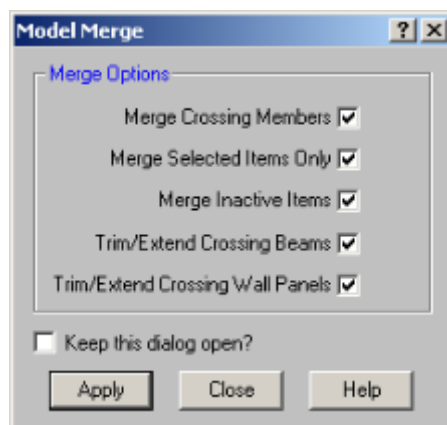 Model Merge
Merge Options
Merge Crossing Members
Merge Selected Items Only
Merge Inactive Items
Trim/Extend Crossing Beams
Trim/Extend Crossing Wall Panels
Keep this dialog open?
Apply Close Help